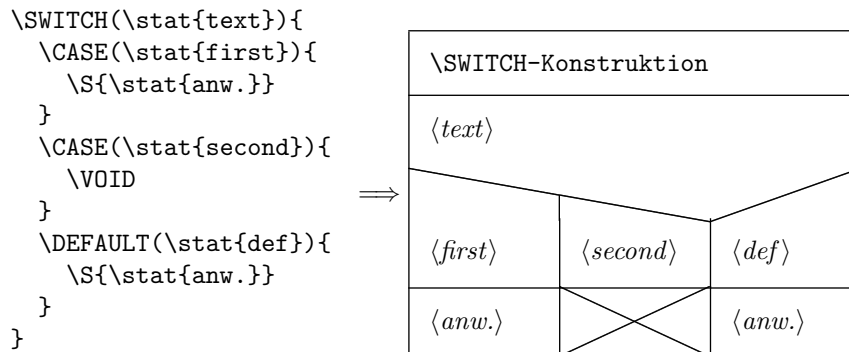 \SWITCH(\stat{text}){
\CASE(\stat{first}){
\S{\stat{anw.}}
}
\CASE(\stat{second}){
\VOID
}
\DEFAULT(\stat{def}){
\S{\stat{anw.}}
}
}
⟹
\SWITCH-Konstruktion
⟨text⟩
⟨first⟩ ⟨second⟩ ⟨def⟩
⟨anw.⟩ ⟨anw.⟩